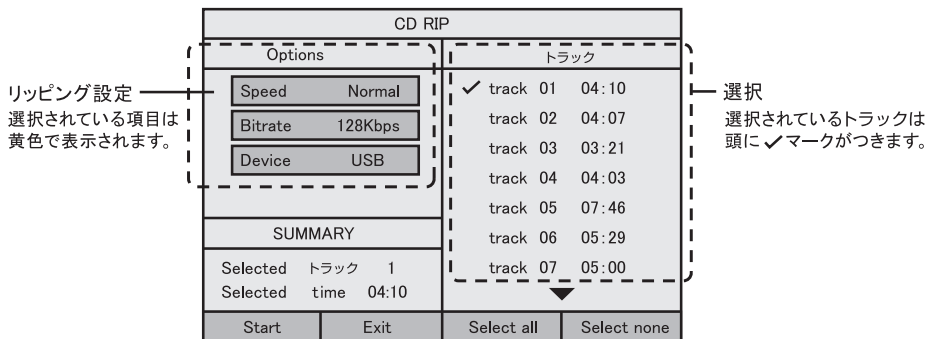 CD RIP
Options
Speed Normal
Bitrate 128Kbps
Device USB
SUMMARY
Selected トラック 1
Selected time 04:10
トラック
✓ track 01 04:10
track 02 04:07
track 03 03:21
track 04 04:03
track 05 07:46
track 06 05:29
track 07 05:00
Start Exit Select all Select none
リッピング設定
選択されている項目は
黄色で表示されます。
選択
選択されているトラックは
頭に✓マークがつきます。